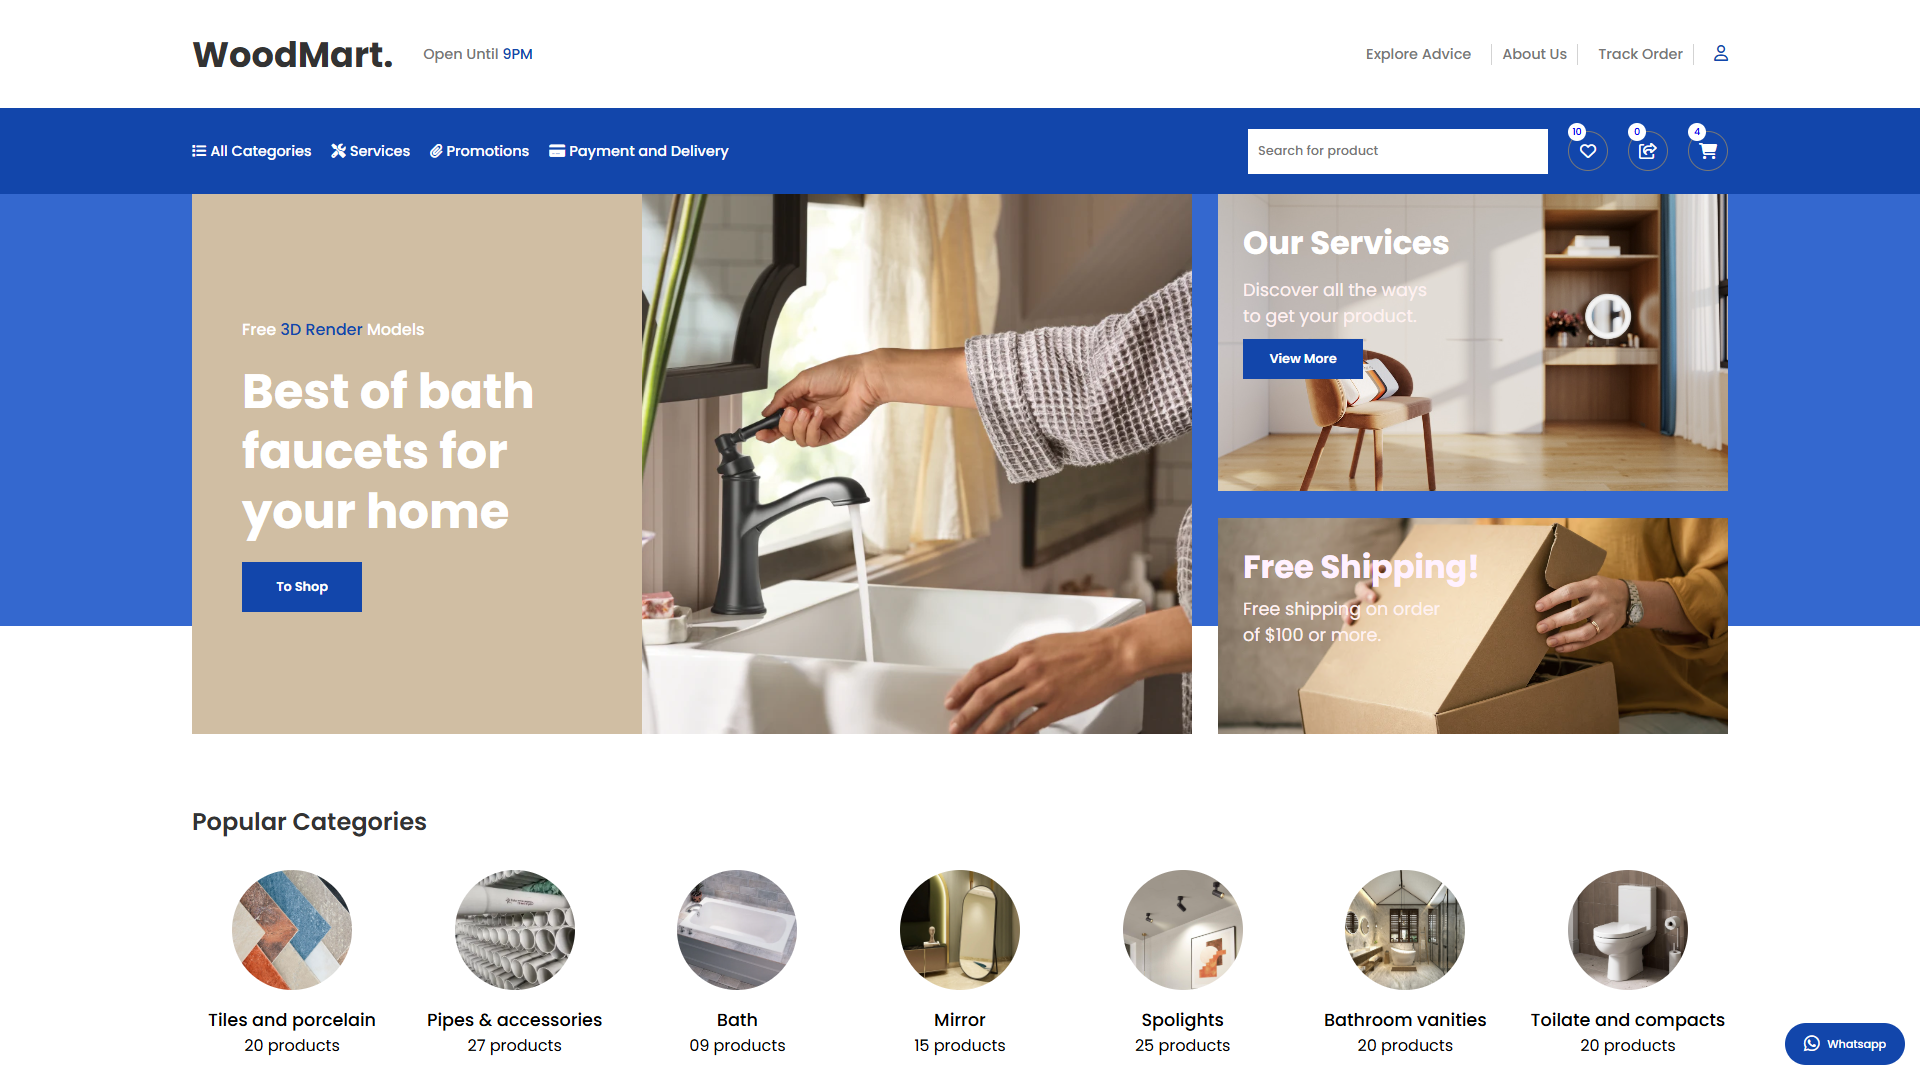 WoodMart.
Open Until 9PM
Explore Advice
About Us
Track Order
All Categories
Services
Promotions
Payment and Delivery
Search for product
10
0
4
Free 3D Render Models
Best of bath
faucets for
your home
To Shop
Our Services
Discover all the ways
to get your product.
View More
Free Shipping!
Free shipping on order
of $100 or more.
Popular Categories
Tiles and porcelain
20 products
Pipes & accessories
27 products
Bath
09 products
Mirror
15 products
Spolights
25 products
Bathroom vanities
20 products
Toilate and compacts
20 products
Whatsapp